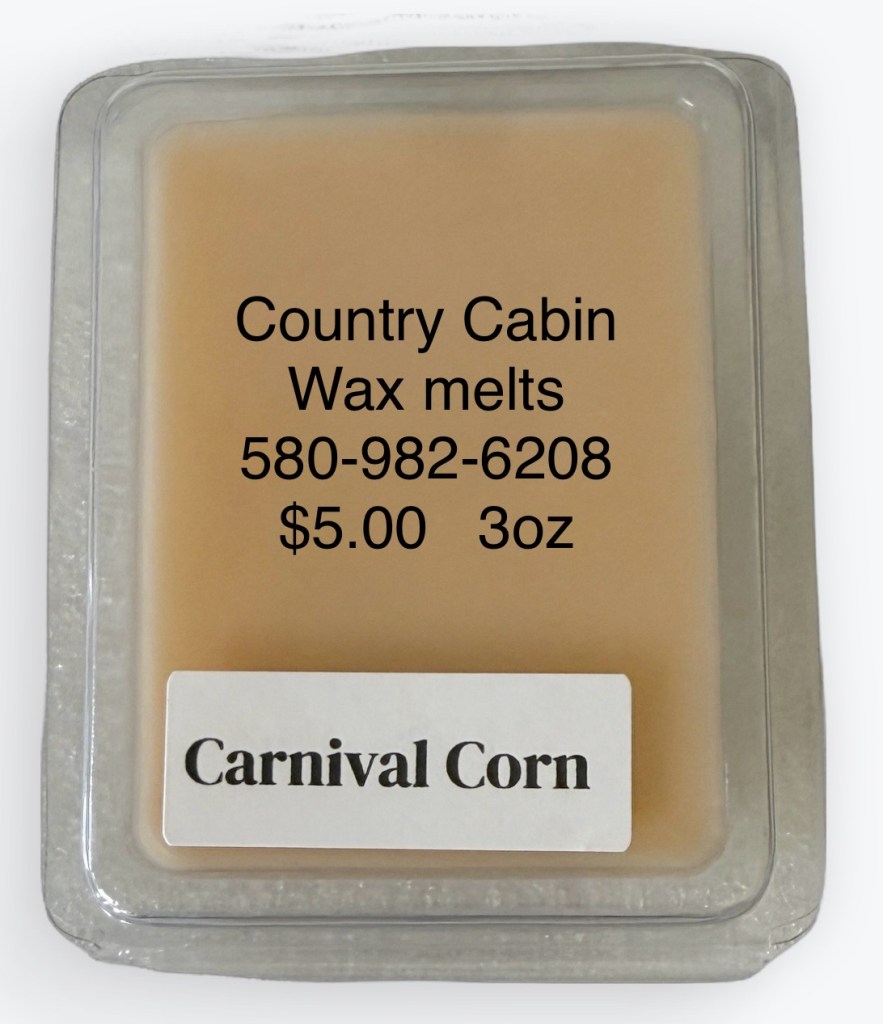 Country Cabin
Wax melts
580-982-6208
$5.00   3oz
Carnival Corn